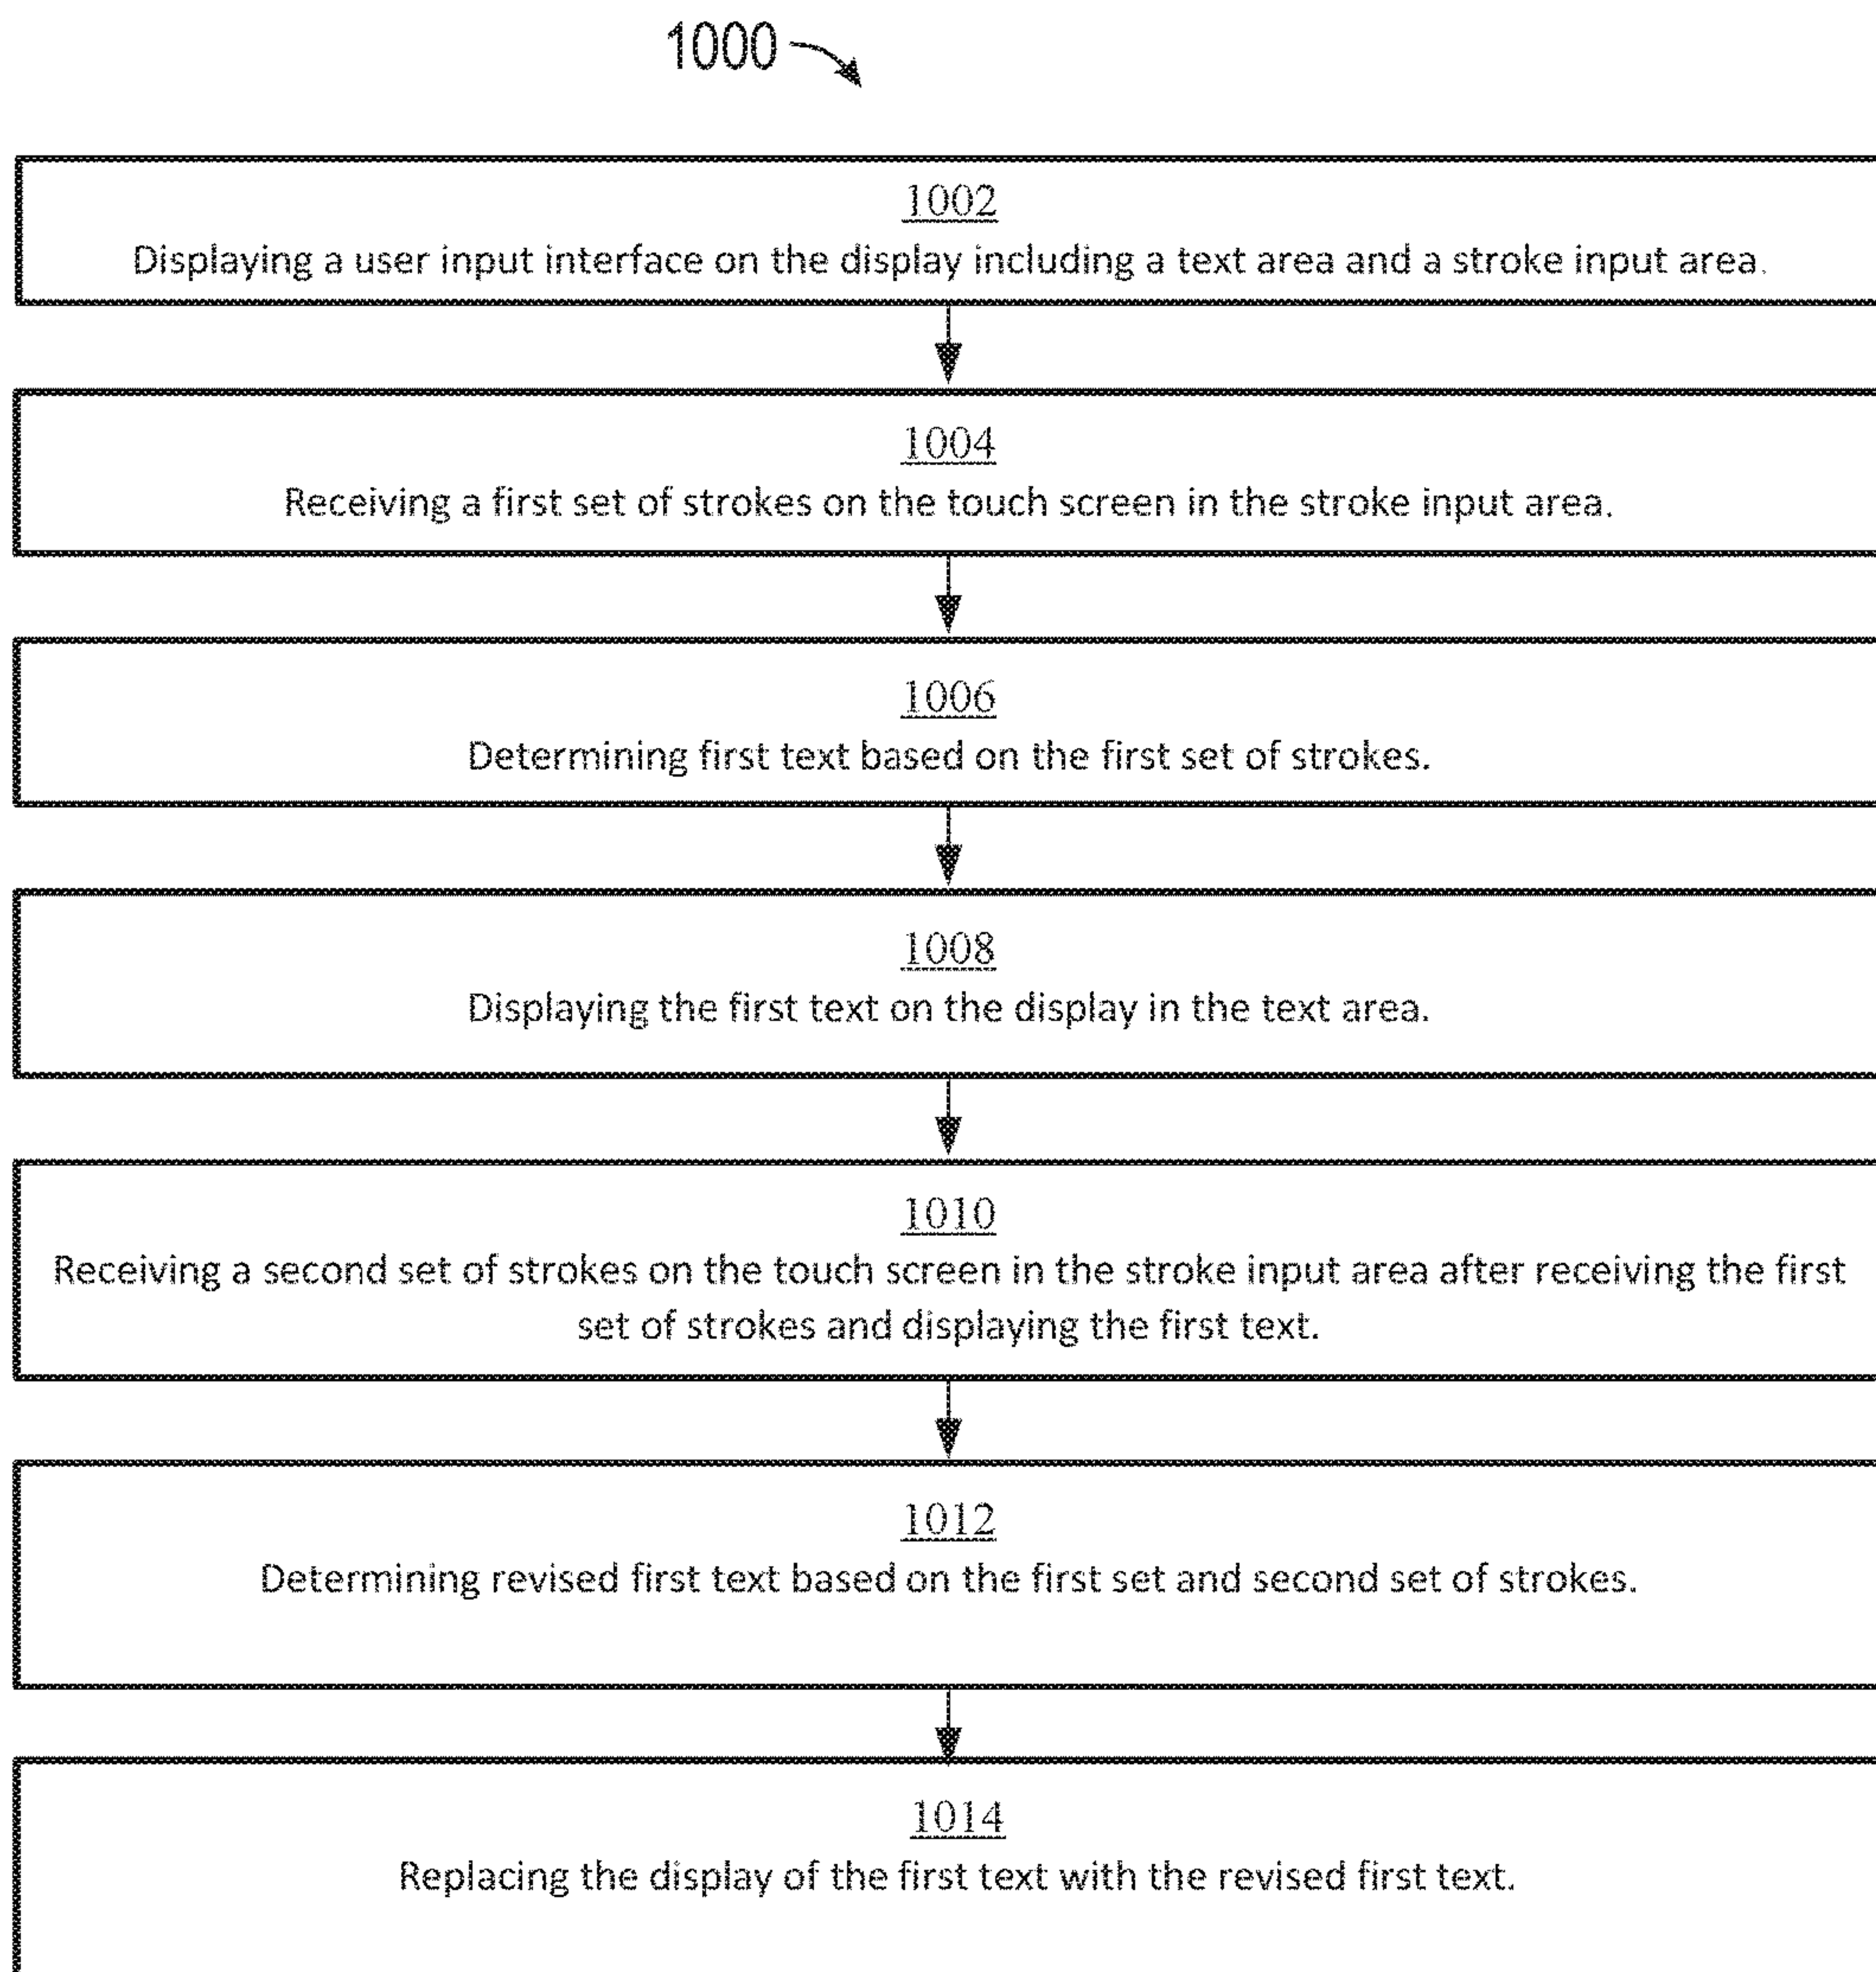 1000
1002
Displaying a user input interface on the display including a text area and a stroke input area.
1004
Receiving a first set of strokes on the touch screen in the stroke input area.
1006
Determining first text based on the first set of strokes.
1008
Displaying the first text on the display in the text area.
1010
Receiving a second set of strokes on the touch screen in the stroke input area after receiving the first
set of strokes and displaying the first text.
1012
Determining revised first text based on the first set and second set of strokes.
1014
Replacing the display of the first text with the revised first text.